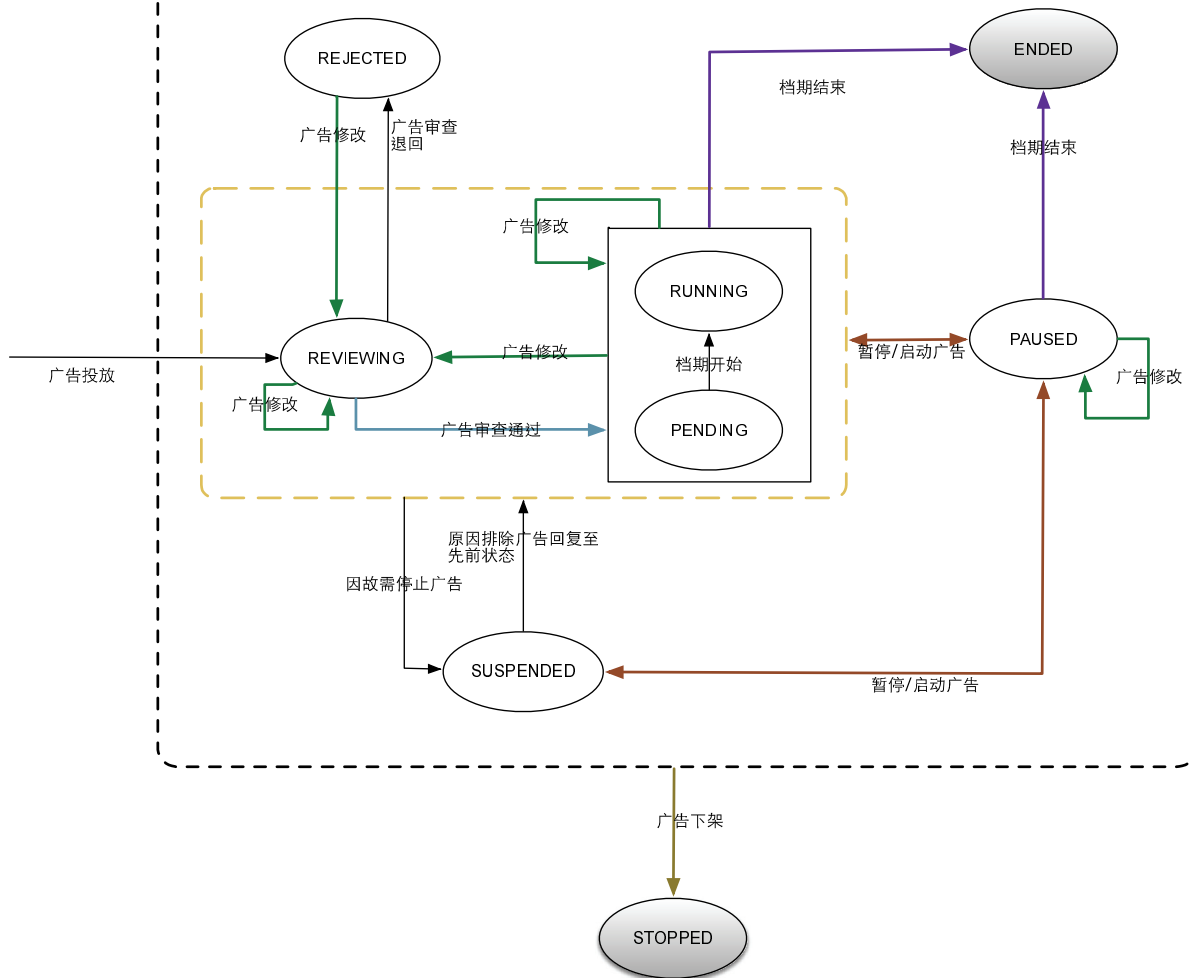 REJECTED
ENDED
档期结束
广告修改
广告审查
退回
档期结束
广告修改
RUNNING
PAUSED
暂停/启动广告
REVIEWING
广告修改
档期开始
广告投放
广告修改
广告修改
广告审查通过
PENDING
原因排除广告回复至
先前状态
因故需停止广告
SUSPENDED
暂停/启动广告
广告下架
STOPPED